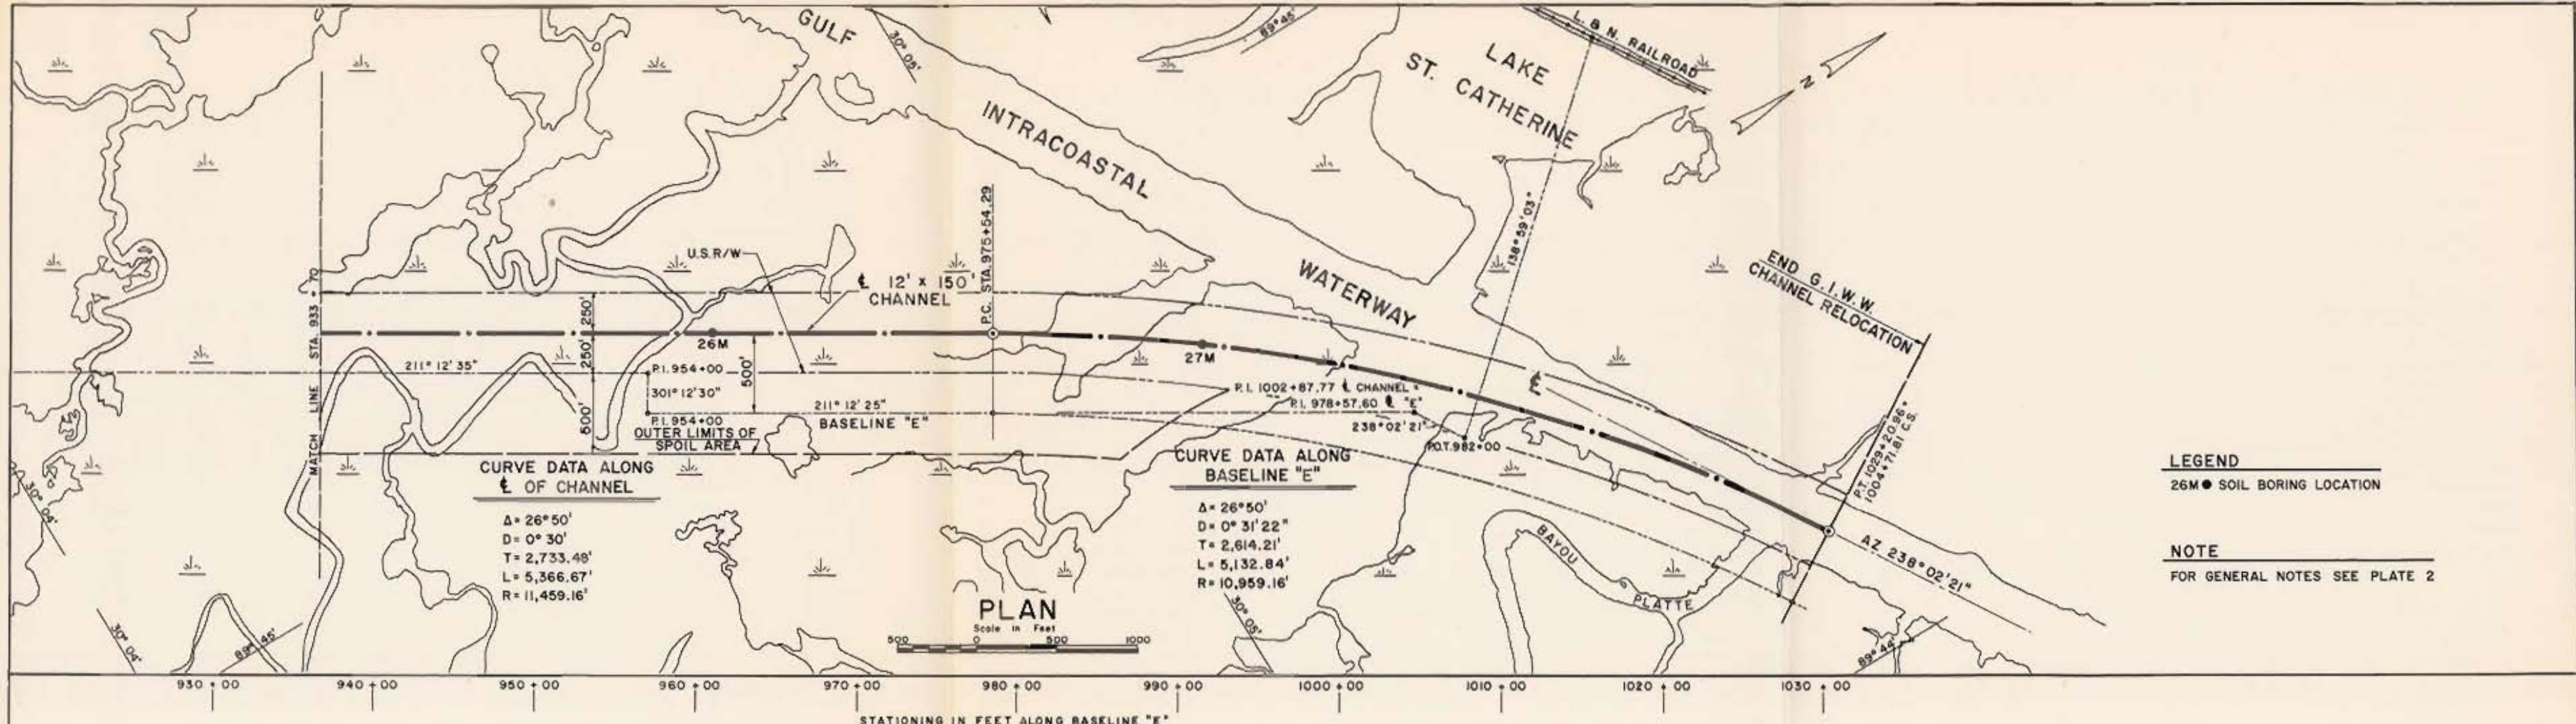 GULF
30° 05'
89° 45'
L. & N. RAILROAD
LAKE
ST. CATHERINE
N
INTRACOASTAL
WATERWAY
138° 59' 03"
U.S. R/W
℄ 12' x 150'
CHANNEL
P.C. STA. 975+54.29
END G.I.W.W.
CHANNEL RELOCATION
MATCH LINE STA. 933+70
250'
250'
500'
500'
26M
27M
℄
211° 12' 35"
P.I. 954+00
301° 12' 30"
P.I. 954+00
211° 12' 25"
BASELINE "E"
OUTER LIMITS OF
SPOIL AREA
P.I. 1002+87.77 ℄ CHANNEL =
P.I. 978+57.60 ℄ "E"
238° 02' 21"
P.O.T. 982+00
P.T. 1029+20.96 =
1004+71.81 C.S.
AZ 238° 02' 21"
CURVE DATA ALONG
℄ OF CHANNEL
Δ = 26° 50'
D = 0° 30'
T = 2,733.48'
L = 5,366.67'
R = 11,459.16'
CURVE DATA ALONG
BASELINE "E"
Δ = 26° 50'
D = 0° 31' 22"
T = 2,614.21'
L = 5,132.84'
R = 10,959.16'
BAYOU
PLATTE
30° 04'
30° 04'
89° 45'
30° 05'
89° 44'
PLAN
Scale in Feet
500 0 500 1000
LEGEND
26M ● SOIL BORING LOCATION
NOTE
FOR GENERAL NOTES SEE PLATE 2
930+00 940+00 950+00 960+00 970+00 980+00 990+00 1000+00 1010+00 1020+00 1030+00
STATIONING IN FEET ALONG BASELINE "E"